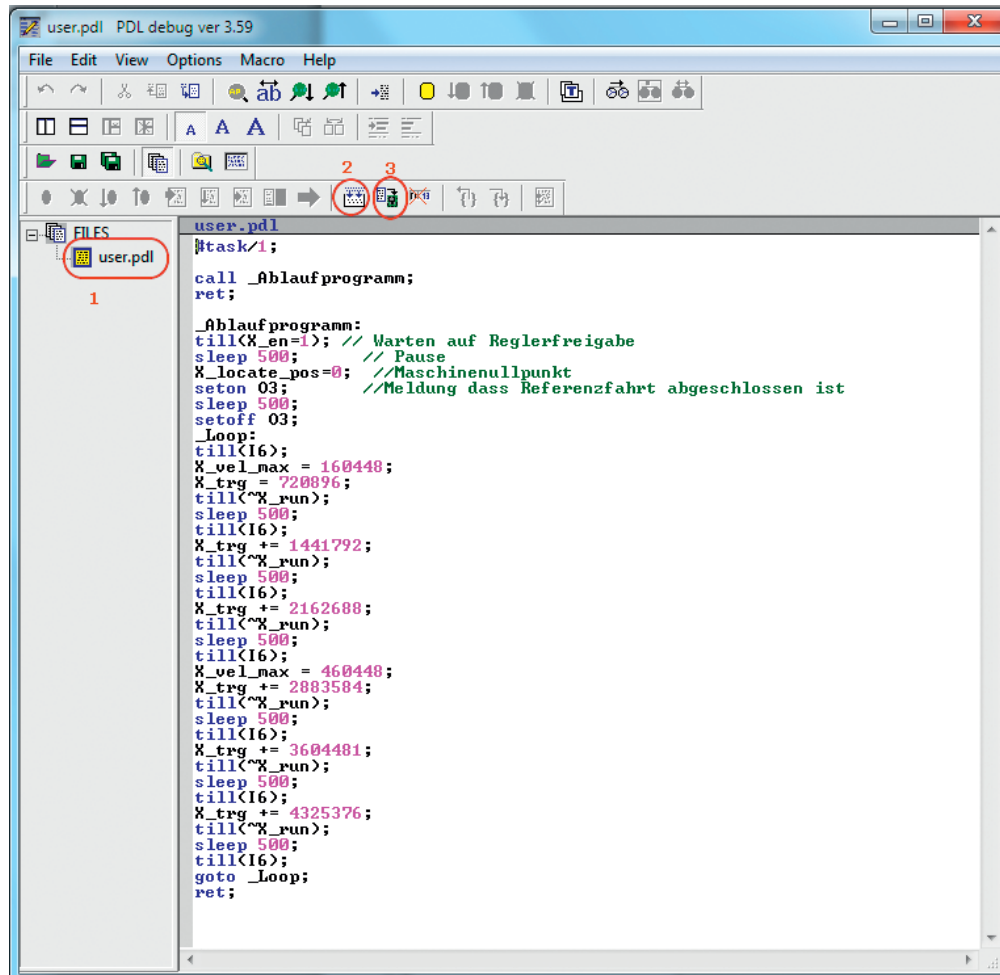 user.pdl PDL debug ver 3.59
File Edit View Options Macro Help
2 3
FILES
user.pdl
1
user.pdl
#task/1;
call _Ablaufprogramm;
ret;
_Ablaufprogramm:
till(X_en=1); // Warten auf Reglerfreigabe
sleep 500; // Pause
X_locate_pos=0; //Maschinenullpunkt
seton O3; //Meldung dass Referenzfahrt abgeschlossen ist
sleep 500;
setoff O3;
_Loop:
till(I6);
X_vel_max = 160448;
X_trg = 720896;
till(~X_run);
sleep 500;
till(I6);
X_trg += 1441792;
till(~X_run);
sleep 500;
till(I6);
X_trg += 2162688;
till(~X_run);
sleep 500;
till(I6);
X_vel_max = 460448;
X_trg += 2883584;
till(~X_run);
sleep 500;
till(I6);
X_trg += 3604481;
till(~X_run);
sleep 500;
till(I6);
X_trg += 4325376;
till(~X_run);
sleep 500;
till(I6);
goto _Loop;
ret;